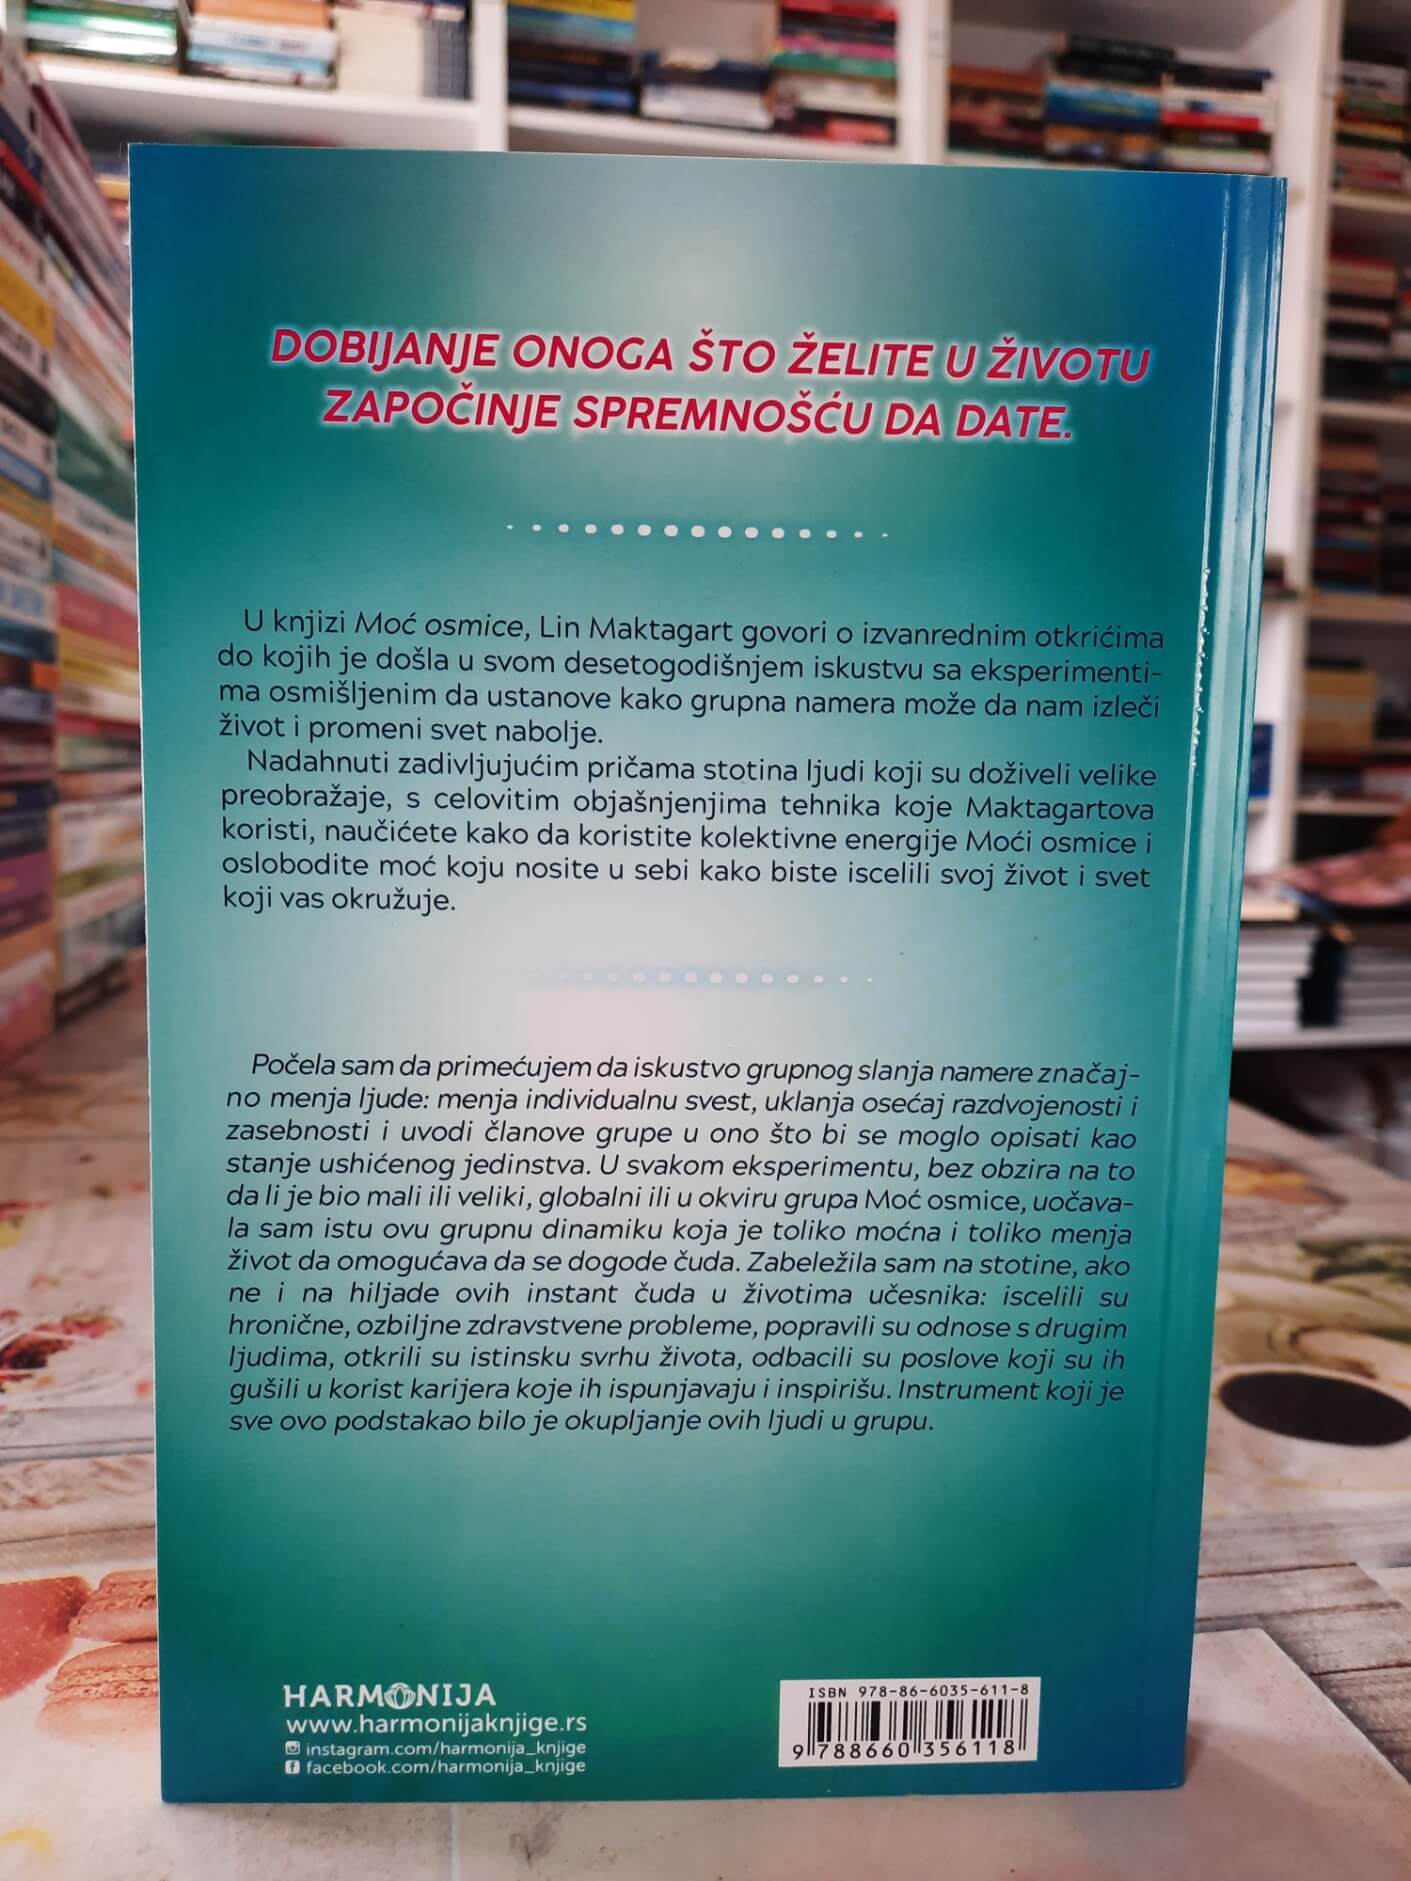 DOBIJANJE ONOGA ŠTO ŽELITE U ŽIVOTU
ZAPOČINJE SPREMNOŠĆU DA DATE.
U knjizi Moć osmice, Lin Maktagart govori o izvanrednim otkrićima
do kojih je došla u svom desetogodišnjem iskustvu sa eksperimenti-
ma osmišljenim da ustanove kako grupna namera može da nam izleči
život i promeni svet nabolje.
Nadahnuti zadivljujućim pričama stotina ljudi koji su doživeli velike
preobražaje, s celovitim objašnjenjima tehnika koje Maktagartova
koristi, naučićete kako da koristite kolektivne energije Moći osmice i
oslobodite moć koju nosite u sebi kako biste iscelili svoj život i svet
koji vas okružuje.
Počela sam da primećujem da iskustvo grupnog slanja namere značaj-
no menja ljude: menja individualnu svest, uklanja osećaj razdvojenosti i
zasebnosti i uvodi članove grupe u ono što bi se moglo opisati kao
stanje ushićenog jedinstva. U svakom eksperimentu, bez obzira na to
da li je bio mali ili veliki, globalni ili u okviru grupa Moć osmice, uočava-
la sam istu ovu grupnu dinamiku koja je toliko moćna i toliko menja
život da omogućava da se dogode čuda. Zabeležila sam na stotine, ako
ne i na hiljade ovih instant čuda u životima učesnika: iscelili su
hronične, ozbiljne zdravstvene probleme, popravili su odnose s drugim
ljudima, otkrili su istinsku svrhu života, odbacili su poslove koji su ih
gušili u korist karijera koje ih ispunjavaju i inspirišu. Instrument koji je
sve ovo podstakao bilo je okupljanje ovih ljudi u grupu.
HARMONIJA
www.harmonijaknjige.rs
instagram.com/harmonija_knjige
facebook.com/harmonija_knjige
ISBN 978-86-6035-611-8
9 788660 356118